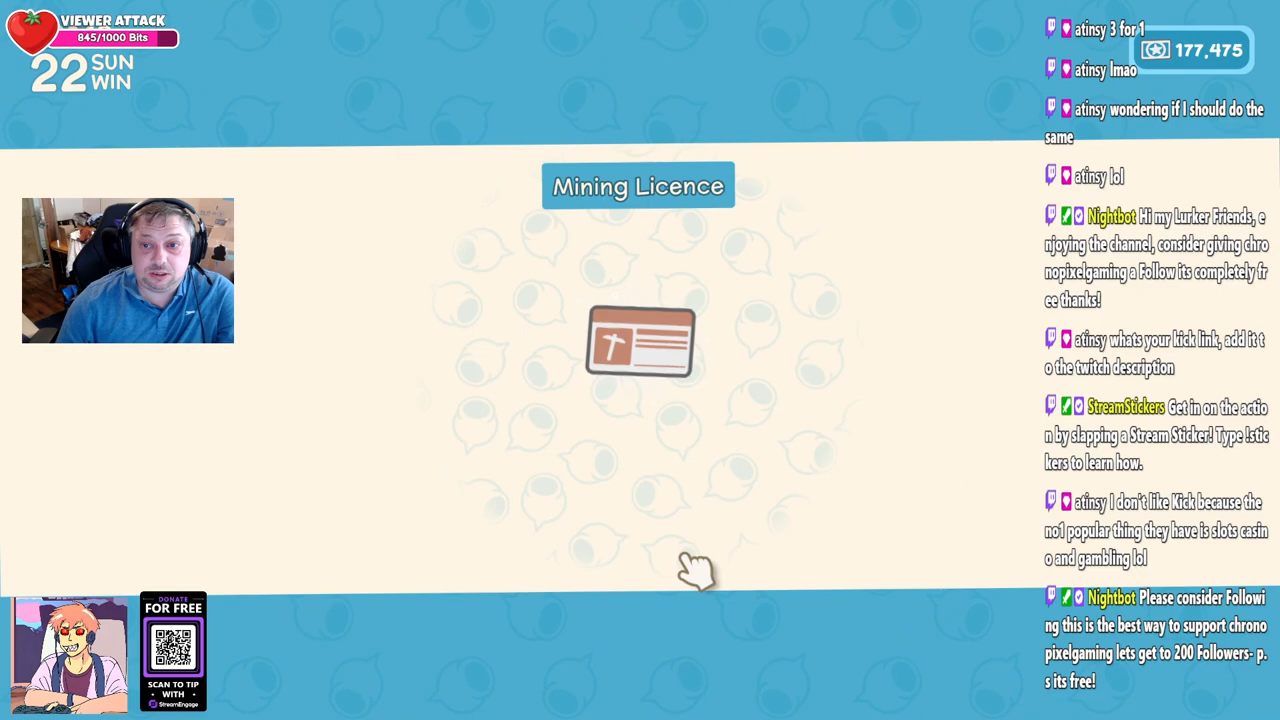 VIEWER ATTACK
845/1000 Bits
22 SUN
WIN
177,475
Mining Licence
atinsy 3 for 1
atinsy lmao
atinsy wondering if I should do the
same
atinsy lol
Nightbot Hi my Lurker Friends, e
njoying the channel, consider giving chro
nopixelgaming a Follow its completely fr
ee thanks!
atinsy whats your kick link, add it t
o the twitch description
StreamStickers Get in on the actio
n by slapping a Stream Sticker! Type !stic
kers to learn how.
atinsy I don't like Kick because the
no1 popular thing they have is slots casin
o and gambling lol
Nightbot Please consider Followi
ng this is the best way to support chrono
pixelgaming lets get to 200 Followers- p.
s its free!
DONATE
FOR FREE
SCAN TO TIP
WITH
StreamEngage